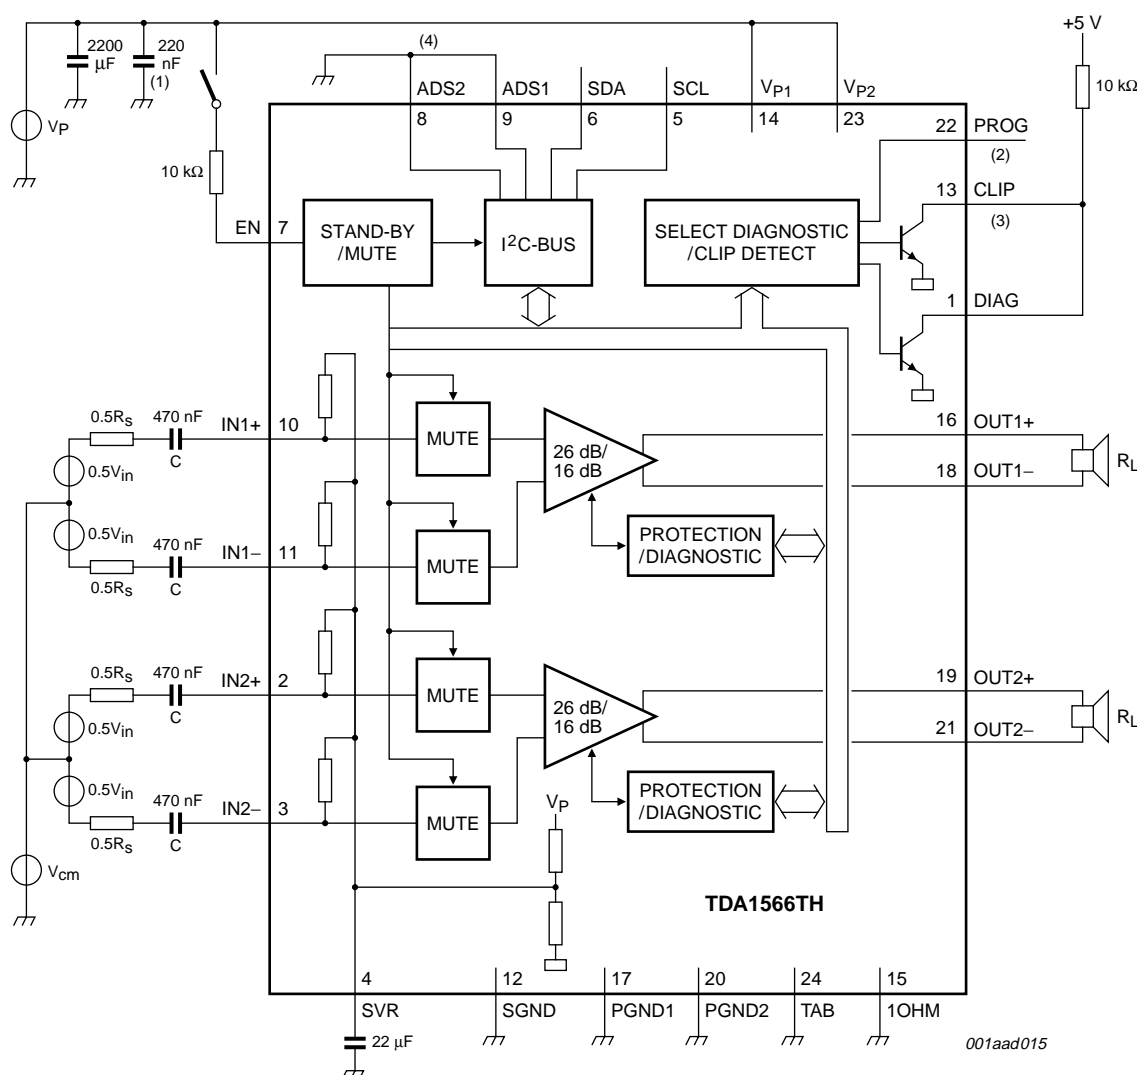 +5 V
2200
μF
220
nF
(1)
(4)
ADS2
8
ADS1
9
SDA
6
SCL
5
VP1
14
VP2
23
10 kΩ
VP
10 kΩ
22 PROG
(2)
13 CLIP
(3)
EN 7
STAND-BY
/MUTE
I2C-BUS
SELECT DIAGNOSTIC
/CLIP DETECT
1 DIAG
0.5Rs
470 nF
C
IN1+ 10
MUTE
26 dB/
16 dB
16 OUT1+
18 OUT1−
RL
0.5Vin
0.5Vin
470 nF
C
0.5Rs
IN1− 11
MUTE
PROTECTION
/DIAGNOSTIC
0.5Rs
470 nF
C
IN2+ 2
MUTE
26 dB/
16 dB
19 OUT2+
21 OUT2−
RL
0.5Vin
0.5Vin
470 nF
C
0.5Rs
IN2− 3
MUTE
PROTECTION
/DIAGNOSTIC
VP
Vcm
TDA1566TH
4
SVR
12
SGND
17
PGND1
20
PGND2
24
TAB
15
1OHM
22 μF
001aad015